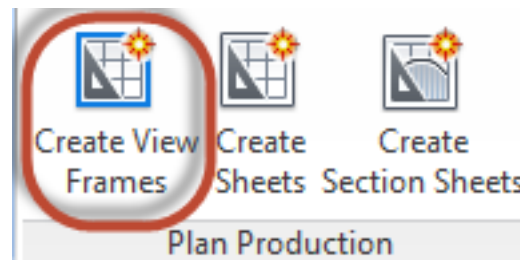 Create View Frames
Create Sheets
Create Section Sheets
Plan Production